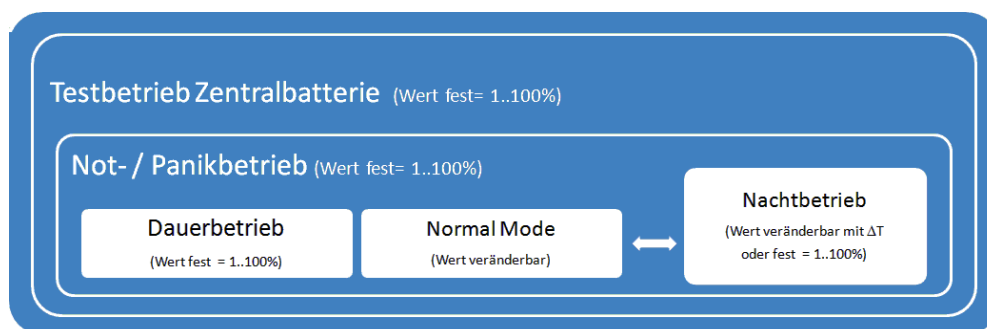 Testbetrieb Zentralbatterie (Wert fest= 1..100%)
Not- / Panikbetrieb (Wert fest= 1..100%)
Dauerbetrieb
(Wert fest = 1..100%)
Normal Mode
(Wert veränderbar)
Nachtbetrieb
(Wert veränderbar mit ΔT
oder fest = 1..100%)